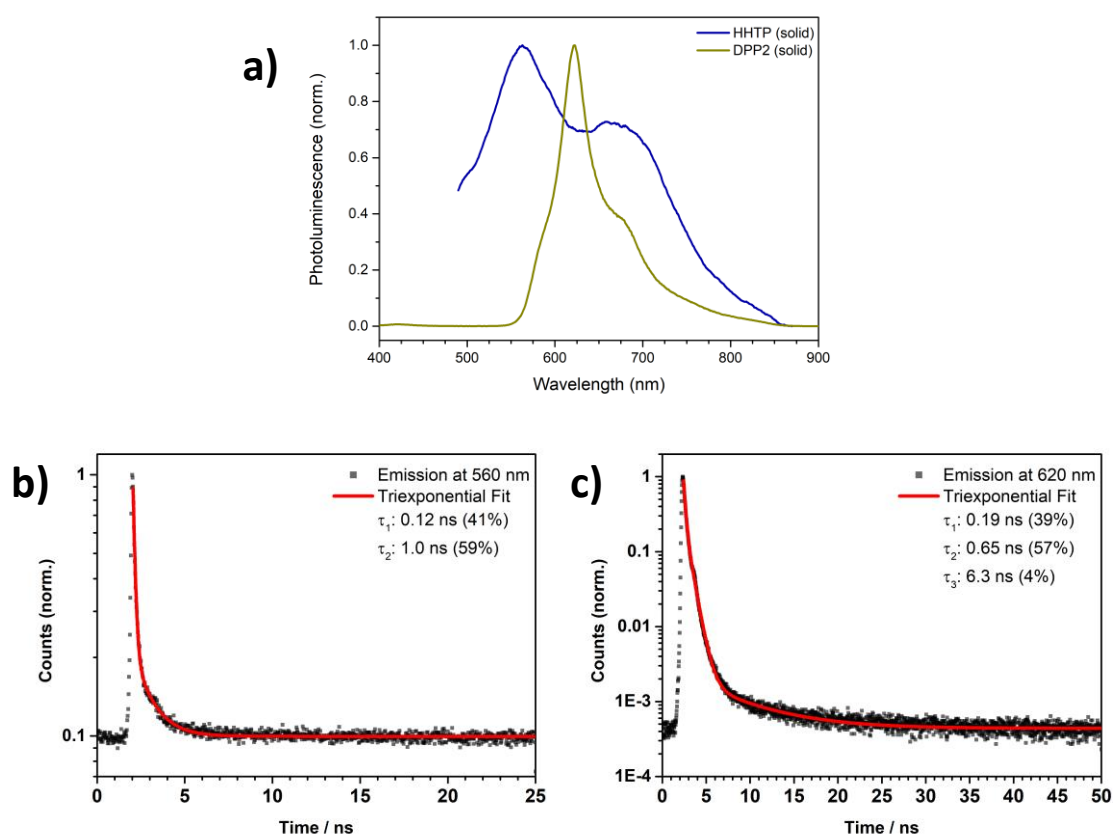 a)
HHTP (solid)
DPP2 (solid)
Photoluminescence (norm.)
1.0
0.8
0.6
0.4
0.2
0.0
400 500 600 700 800 900
Wavelength (nm)
b)
Emission at 560 nm
Triexponential Fit
τ1: 0.12 ns (41%)
τ2: 1.0 ns (59%)
Counts (norm.)
1
0.1
0 5 10 15 20 25
Time / ns
c)
Emission at 620 nm
Triexponential Fit
τ1: 0.19 ns (39%)
τ2: 0.65 ns (57%)
τ3: 6.3 ns (4%)
Counts (norm.)
1
0.1
0.01
1E-3
1E-4
0 5 10 15 20 25 30 35 40 45 50
Time / ns